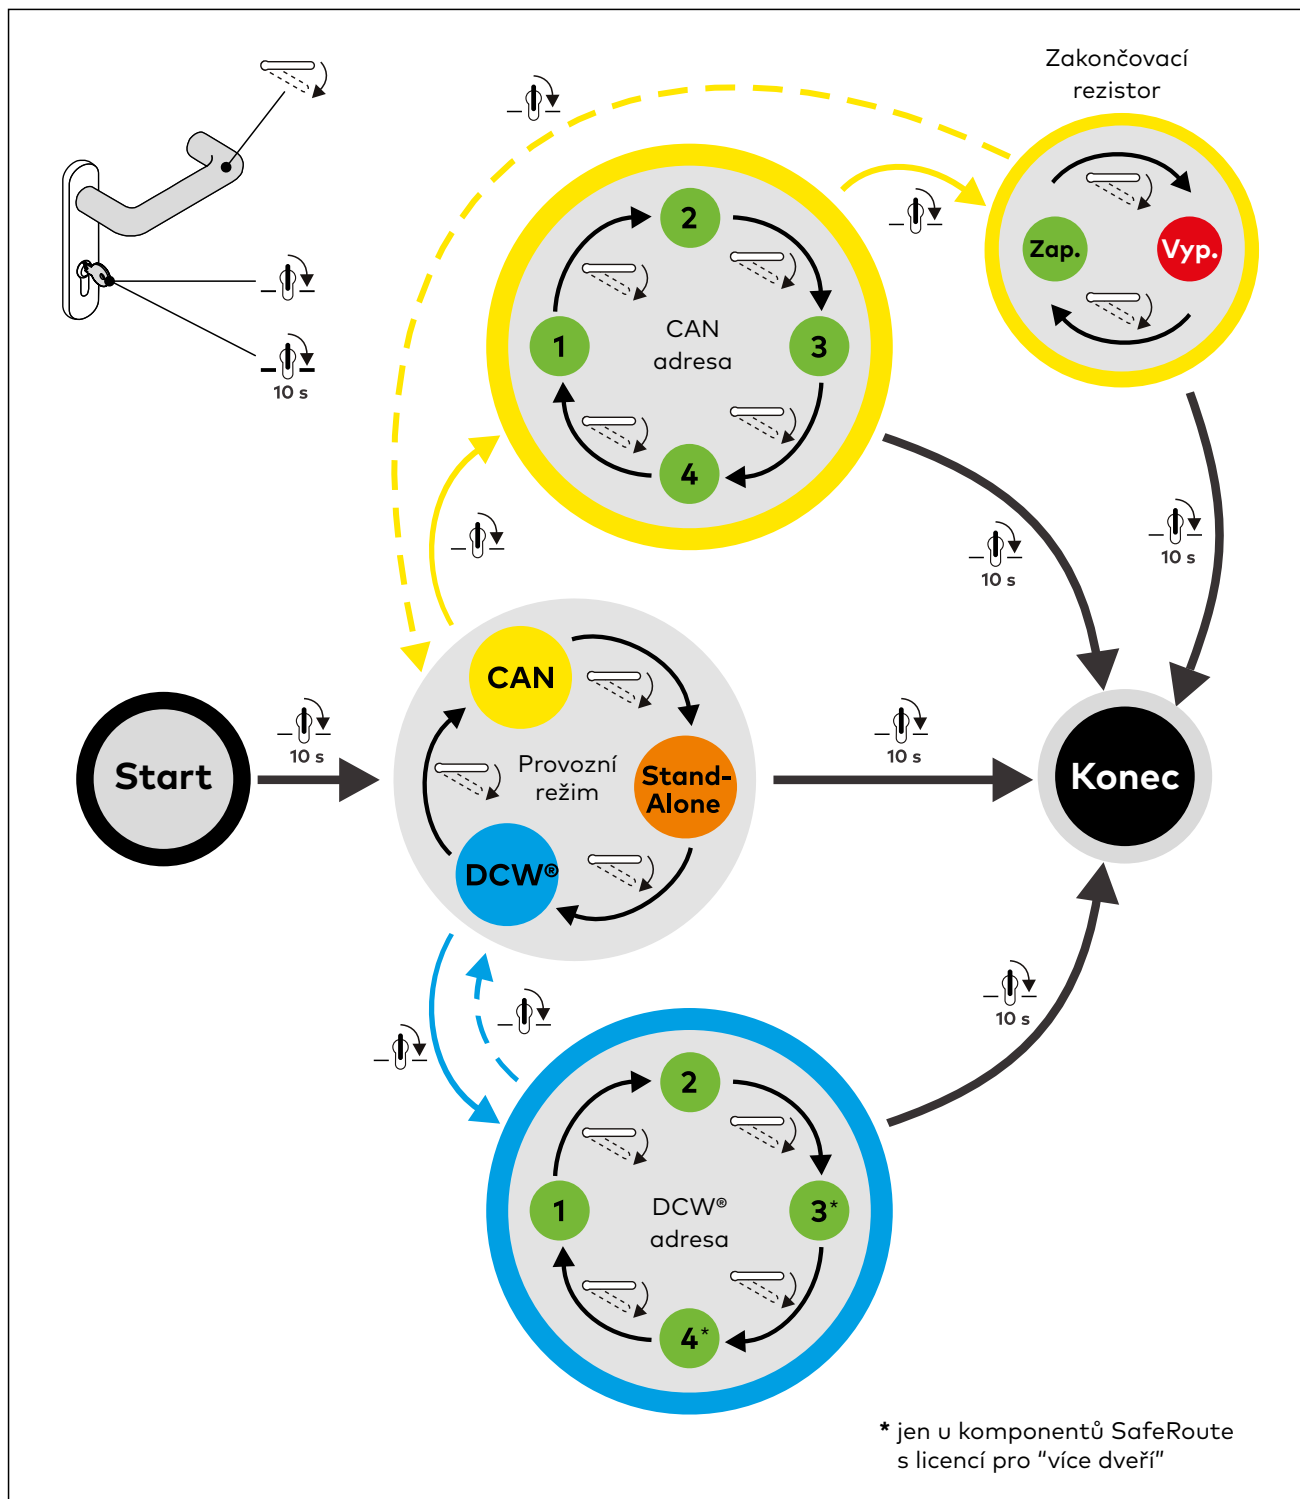 Zakončovací
rezistor
Zap.
Vyp.
2
1
CAN
adresa
3
4
10 s
10 s
10 s
CAN
Start
10 s
Provozní
režim
Stand-
Alone
10 s
Konec
DCW®
10 s
2
1
DCW®
adresa
3*
4*
* jen u komponentů SafeRoute
s licencí pro “více dveří”